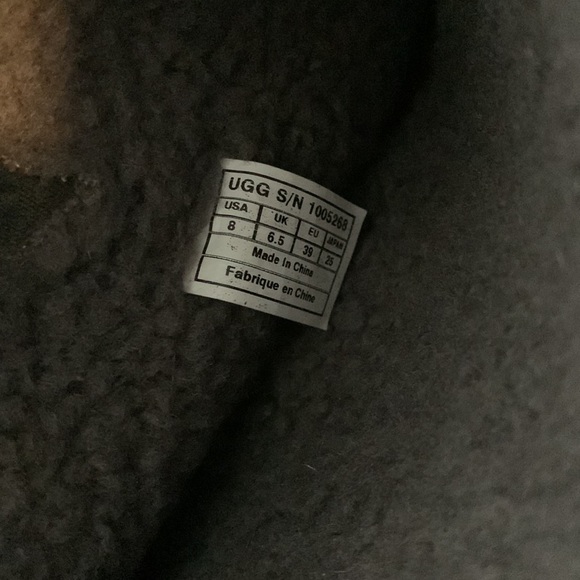 UGG S/N 1005268
USA UK EU JAPAN
8 6.5 39 25
Made In China
Fabrique en Chine